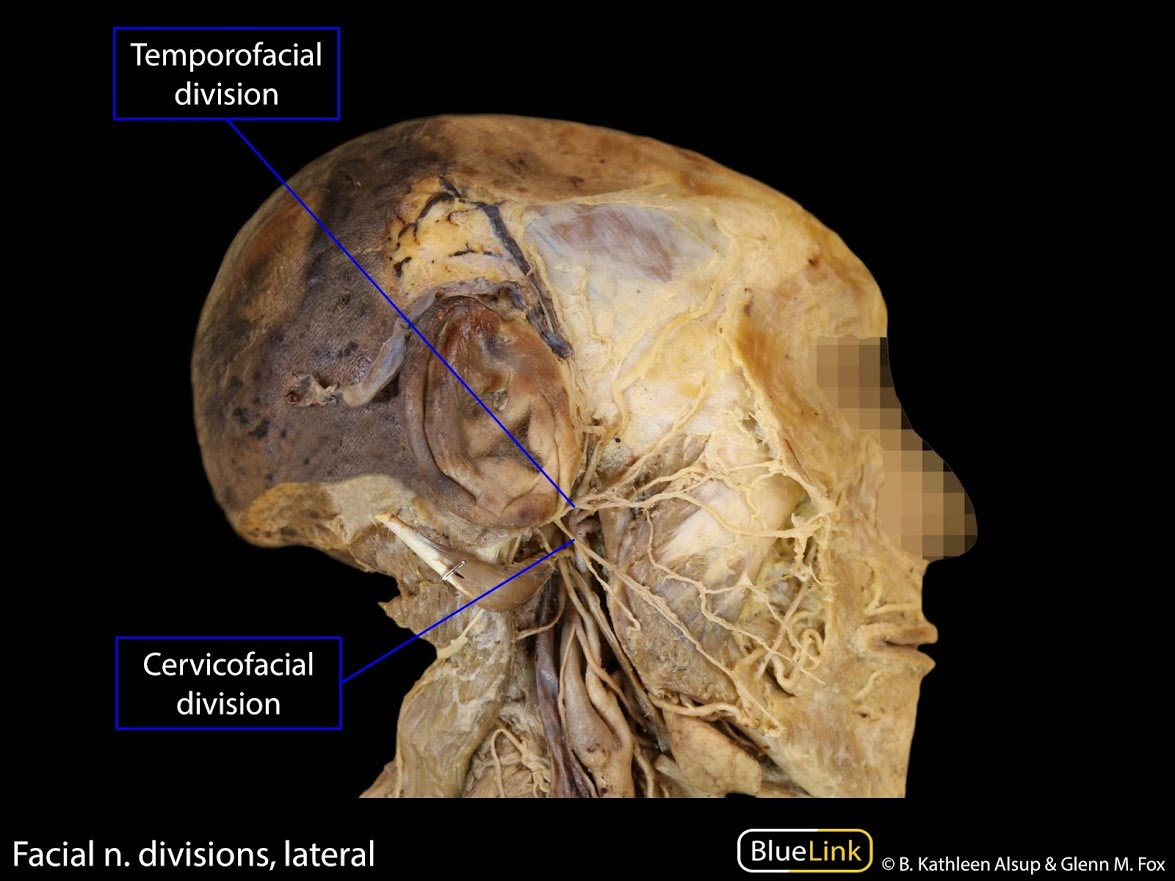 Temporofacial
division
Cervicofacial
division
Facial n. divisions, lateral
BlueLink
© B. Kathleen Alsup & Glenn M. Fox